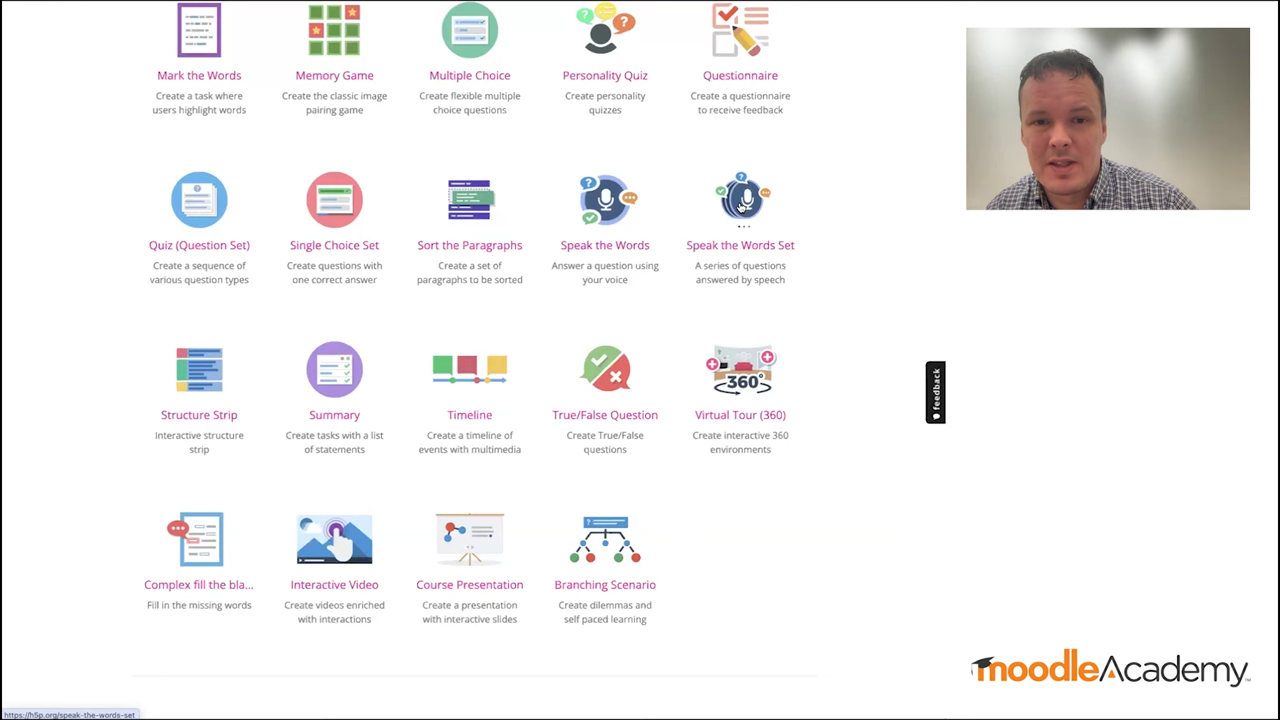 Mark the Words
Create a task where
users highlight words
Memory Game
Create the classic image
pairing game
Multiple Choice
Create flexible multiple
choice questions
Personality Quiz
Create personality
quizzes
Questionnaire
Create a questionnaire
to receive feedback
Quiz (Question Set)
Create a sequence of
various question types
Single Choice Set
Create questions with
one correct answer
Sort the Paragraphs
Create a set of
paragraphs to be sorted
Speak the Words
Answer a question using
your voice
Speak the Words Set
A series of questions
answered by speech
Structure Strip
Interactive structure
strip
Summary
Create tasks with a list
of statements
Timeline
Create a timeline of
events with multimedia
True/False Question
Create True/False
questions
360°
Virtual Tour (360)
Create interactive 360
environments
feedback
Complex fill the bla...
Fill in the missing words
Interactive Video
Create videos enriched
with interactions
Course Presentation
Create a presentation
with interactive slides
Branching Scenario
Create dilemmas and
self paced learning
moodleAcademy™
https://h5p.org/speak-the-words-set